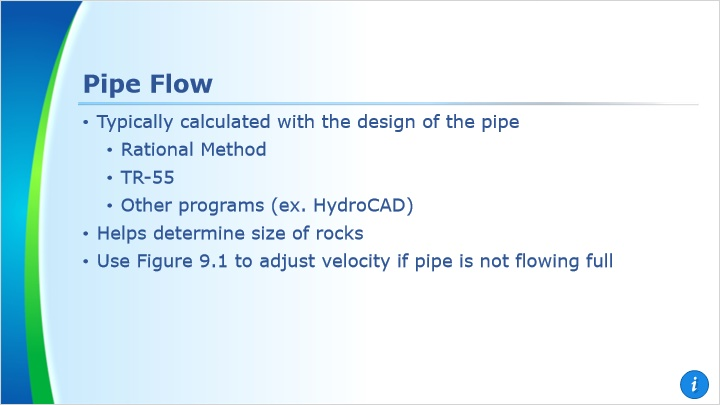 Pipe Flow
• Typically calculated with the design of the pipe
• Rational Method
• TR-55
• Other programs (ex. HydroCAD)
• Helps determine size of rocks
• Use Figure 9.1 to adjust velocity if pipe is not flowing full
i